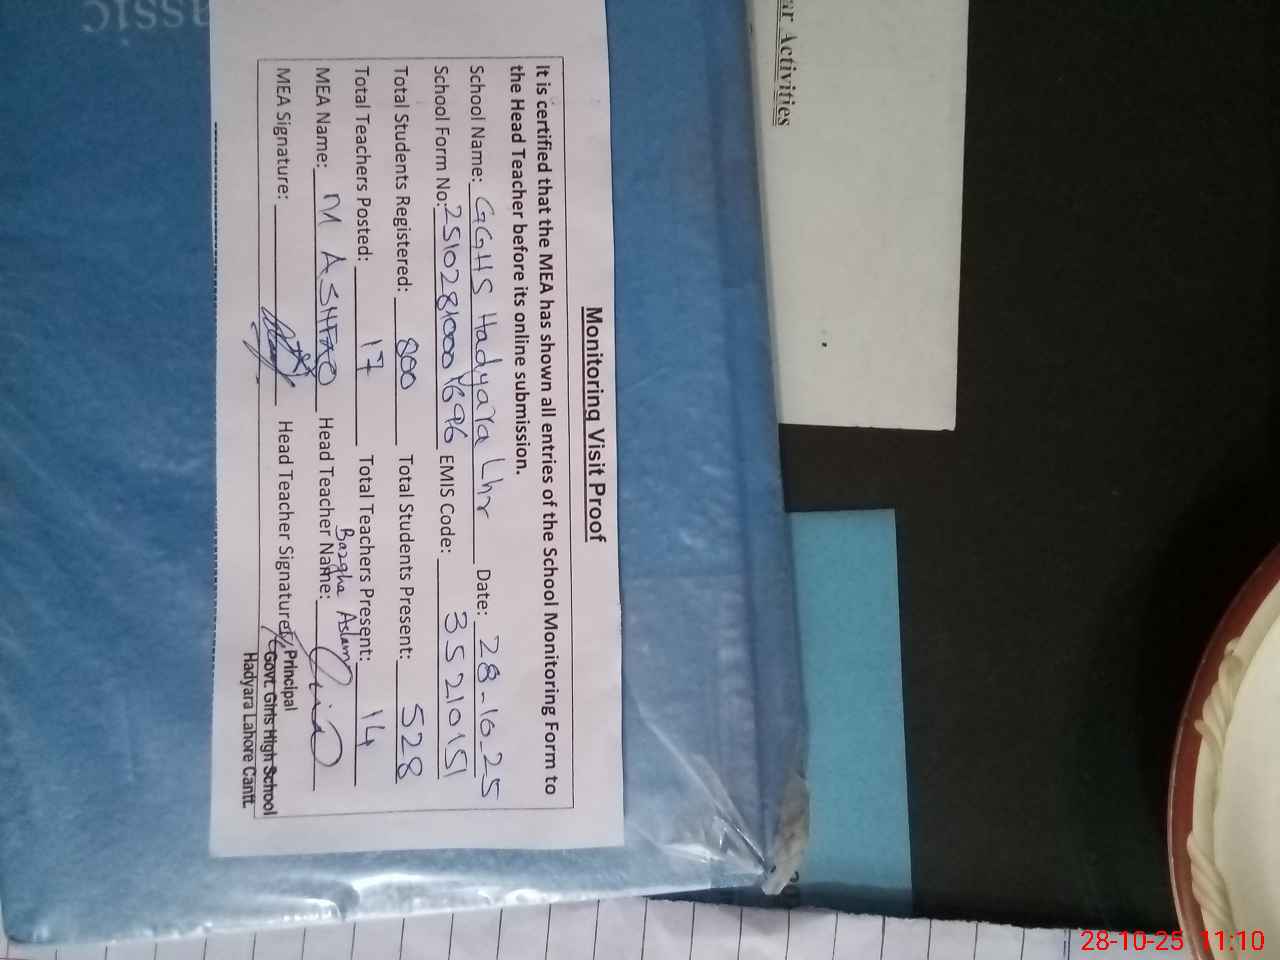 Monitoring Visit Proof
It is certified that the MEA has shown all entries of the School Monitoring Form to
the Head Teacher before its online submission.
School Name: GGHS Hadyara Lhr Date: 28-10-25
School Form No: EMIS Code: 35210151
Total Students Registered: 800 Total Students Present: 528
Total Teachers Posted: 17 Total Teachers Present: 14
Bazgha Aslam
MEA Name: M ASHFAQ Head Teacher Name:
MEA Signature: Head Teacher Signature:
Principal
Govt. Girls High School
Hadyara Lahore Cantt.
ar Activities
assic
28-10-25 11:10